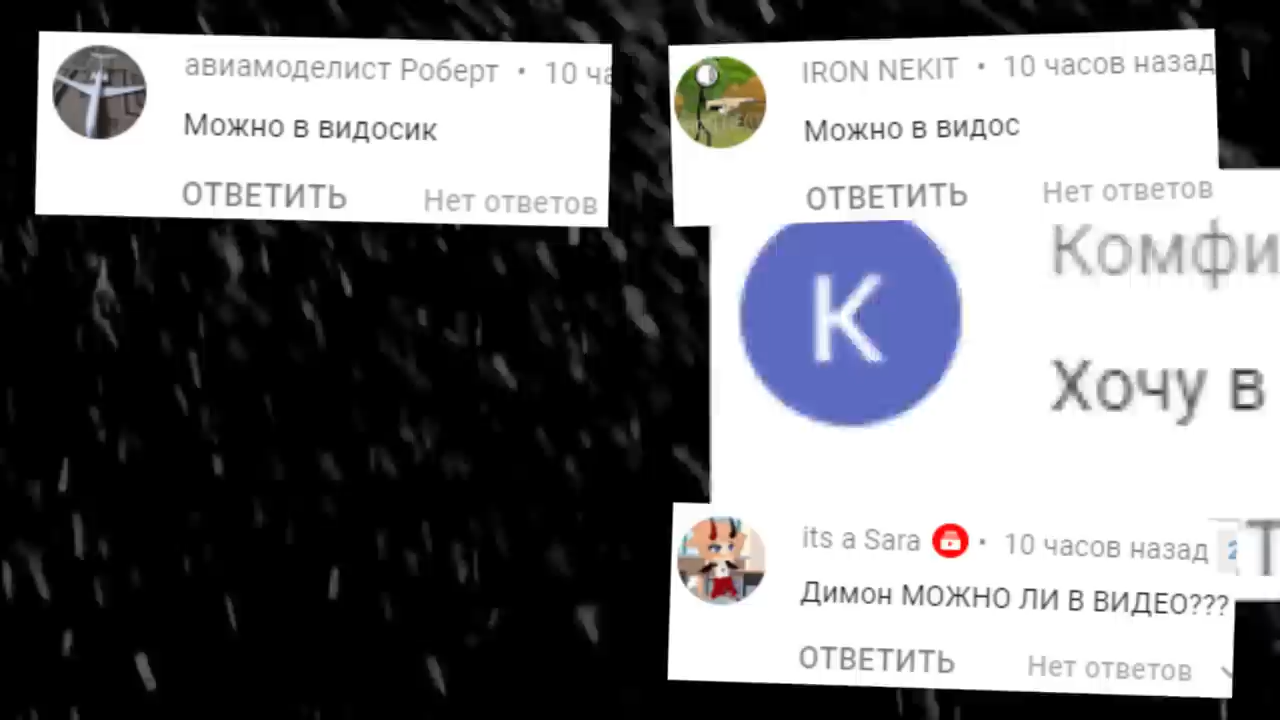 авиамоделист Роберт • 10 ча
Можно в видосик
ОТВЕТИТЬ Нет ответов
IRON NEKIT • 10 часов назад
Можно в видос
ОТВЕТИТЬ Нет ответов
К
Комфи
Хочу в
its a Sara • 10 часов назад 2
Димон МОЖНО ЛИ В ВИДЕО???
ОТВЕТИТЬ Нет ответов